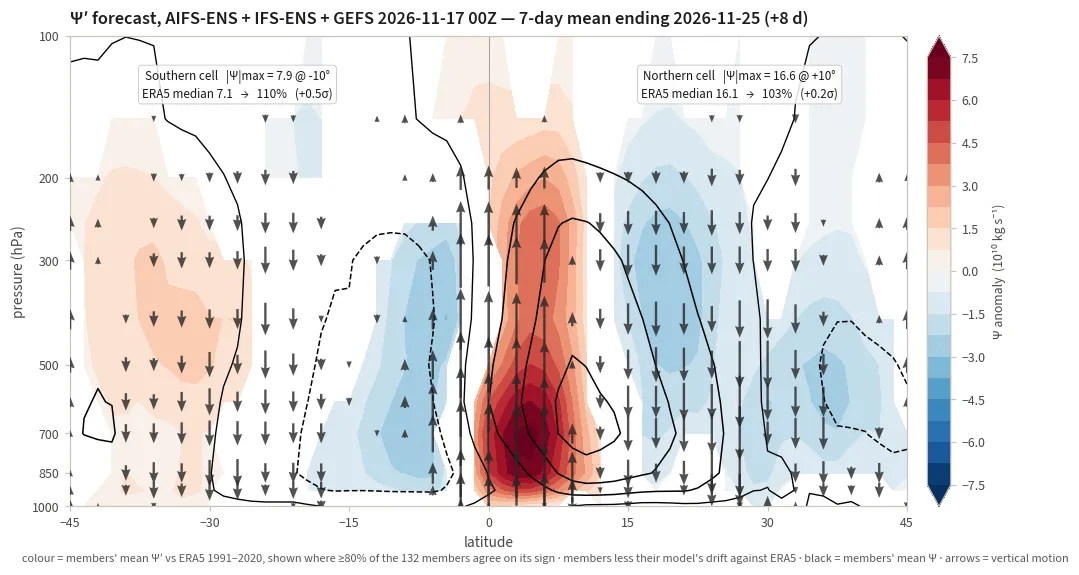 Ψ′ forecast, AIFS-ENS + IFS-ENS + GEFS 2026-11-17 00Z — 7-day mean ending 2026-11-25 (+8 d)
Southern cell |Ψ|max = 7.9 @ -10°
ERA5 median 7.1 → 110% (+0.5σ)
Northern cell |Ψ|max = 16.6 @ +10°
ERA5 median 16.1 → 103% (+0.2σ)
100
200
300
500
700
850
1000
pressure (hPa)
−45
−30
−15
0
15
30
45
latitude
7.5
6.0
4.5
3.0
1.5
0.0
−1.5
−3.0
−4.5
−6.0
−7.5
Ψ anomaly (10¹⁰ kg s⁻¹)
colour = members' mean Ψ′ vs ERA5 1991–2020, shown where ≥80% of the 132 members agree on its sign · members less their model's drift against ERA5 · black = members' mean Ψ · arrows = vertical motion